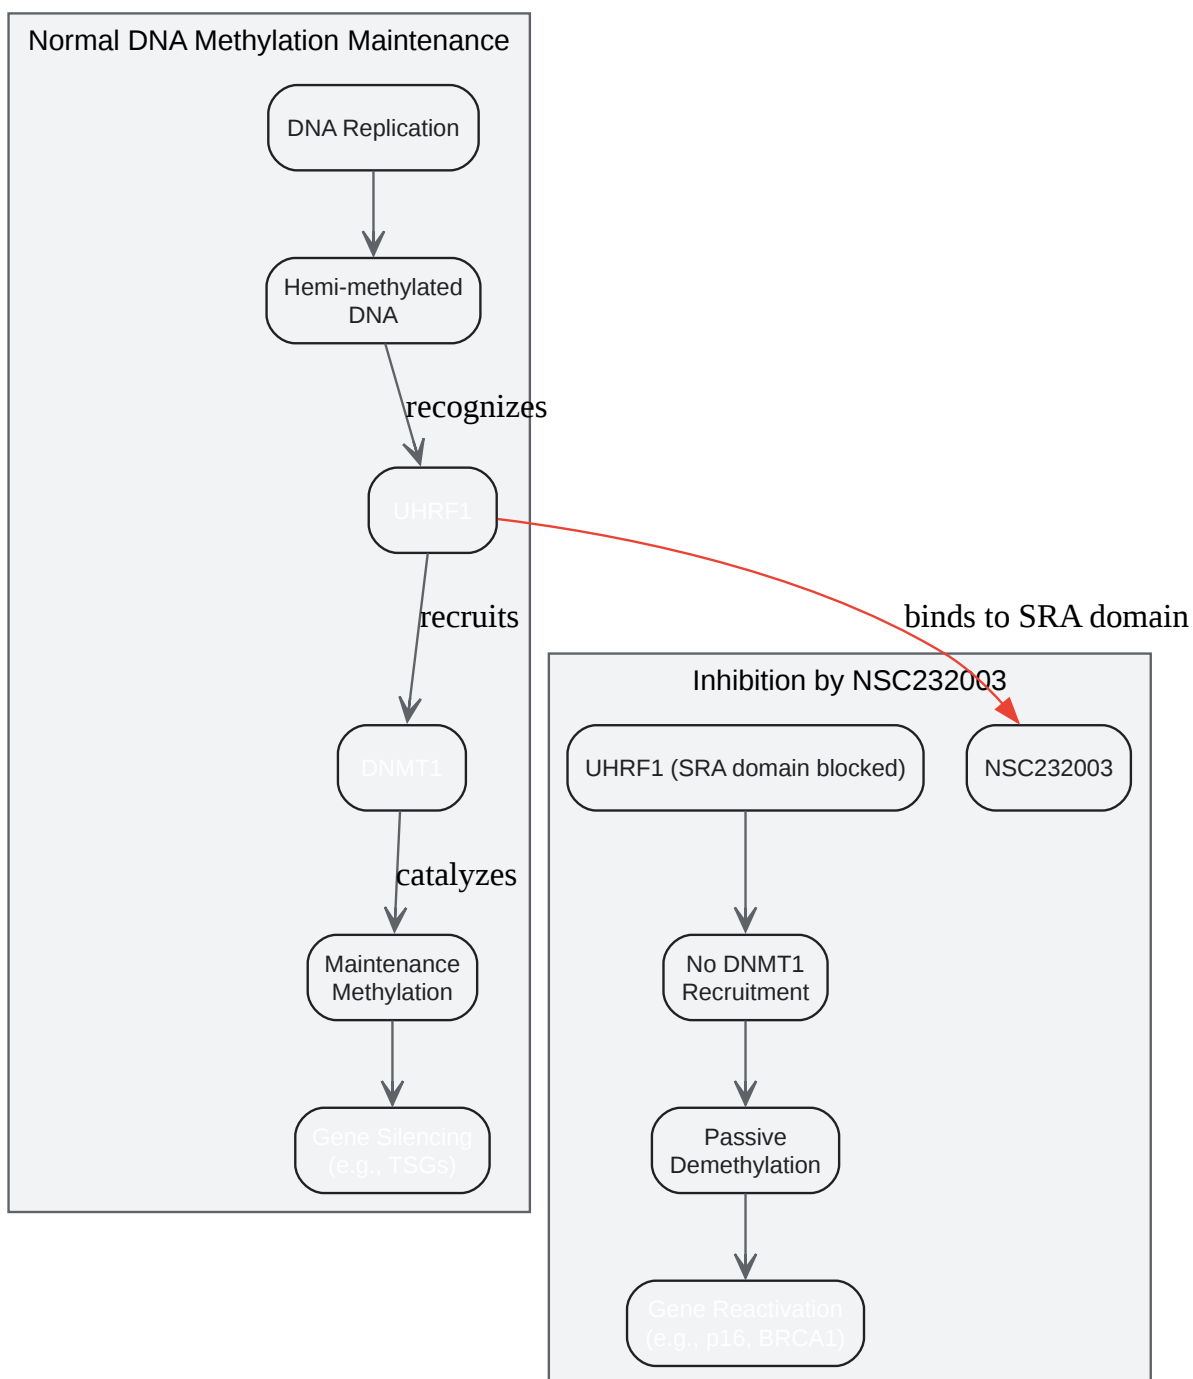 Normal DNA Methylation Maintenance
DNA Replication
Hemi-methylated
DNA
recognizes
UHRF1
recruits
DNMT1
catalyzes
Maintenance
Methylation
Gene Silencing
(e.g., TSGs)
binds to SRA domain
Inhibition by NSC232003
UHRF1 (SRA domain blocked)
NSC232003
No DNMT1
Recruitment
Passive
Demethylation
Gene Reactivation
(e.g., p16, BRCA1)